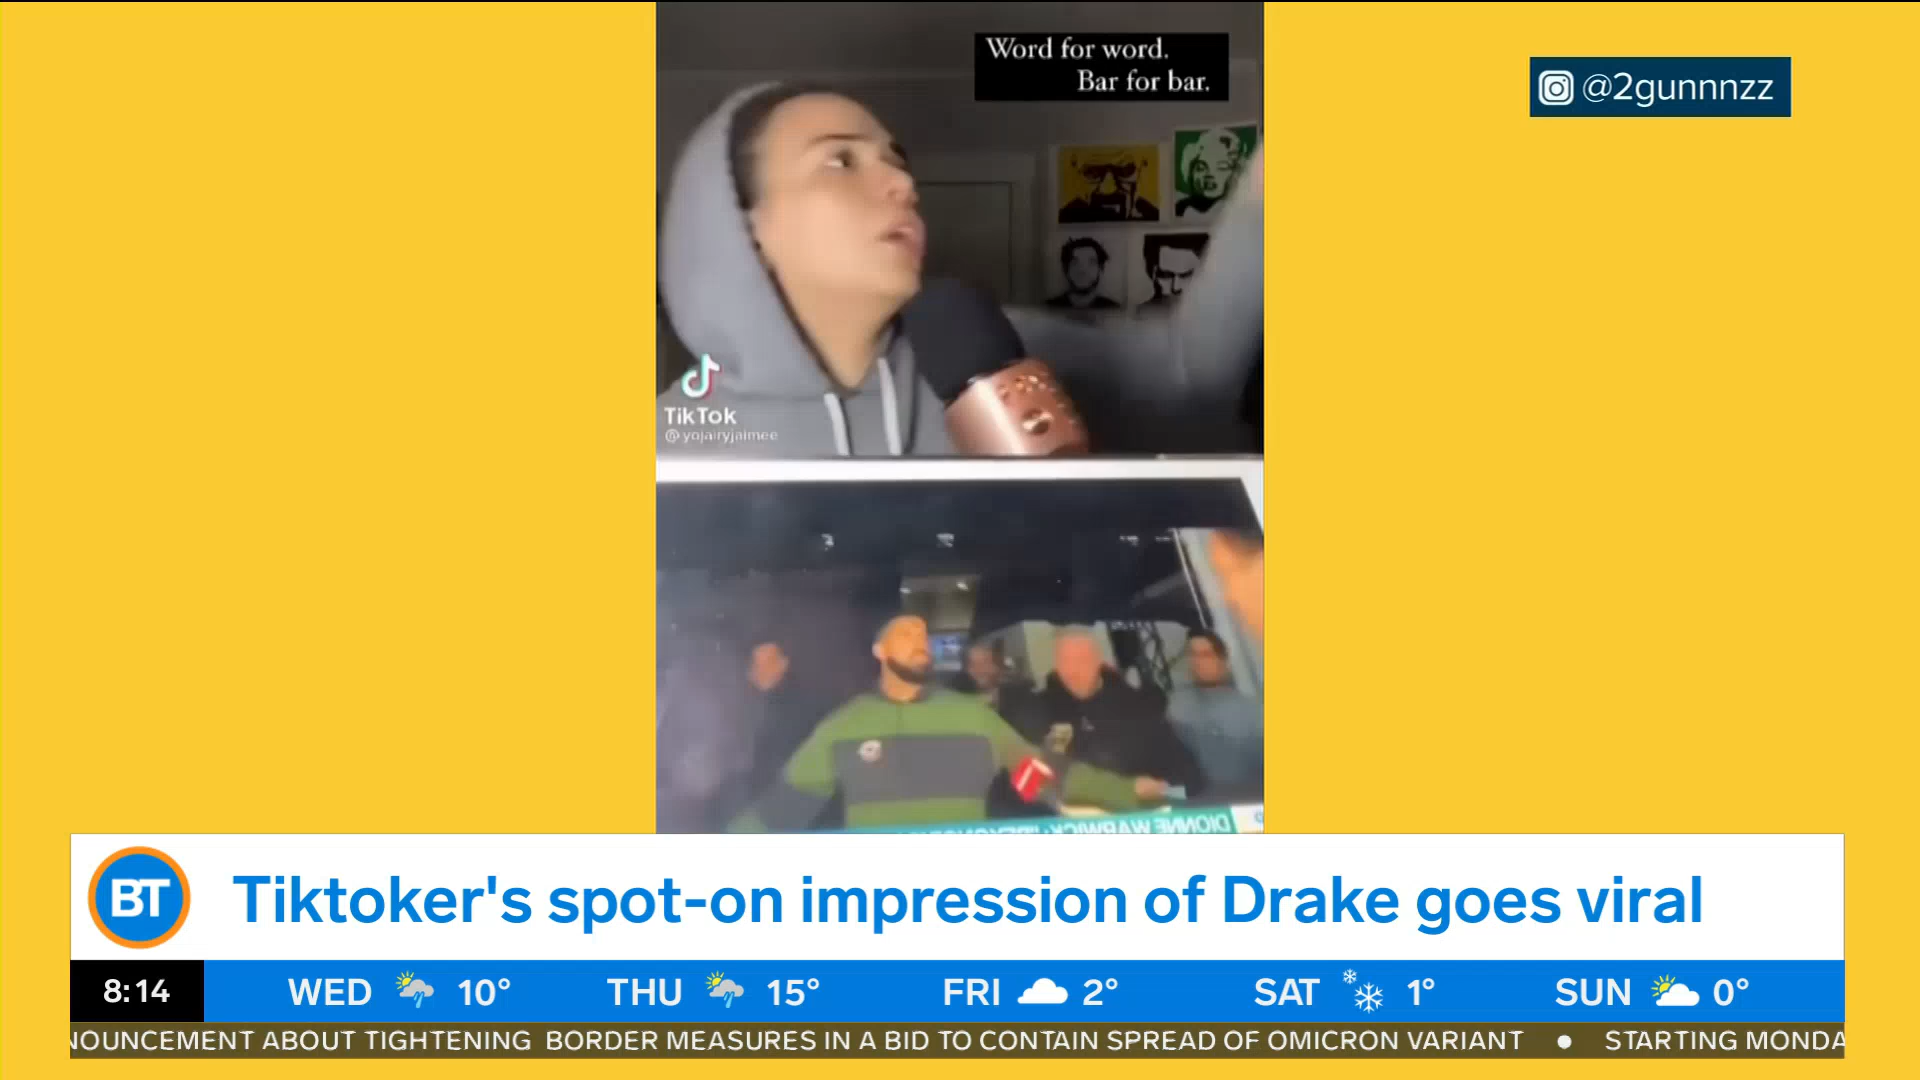 Word for word.
Bar for bar.
@2gunnnzz
TikTok
@yojairyjaimee
DIONNE WARWICK:
BT
Tiktoker's spot-on impression of Drake goes viral
8:14 WED 10° THU 15° FRI 2° SAT 1° SUN 0°
NOUNCEMENT ABOUT TIGHTENING BORDER MEASURES IN A BID TO CONTAIN SPREAD OF OMICRON VARIANT • STARTING MONDA